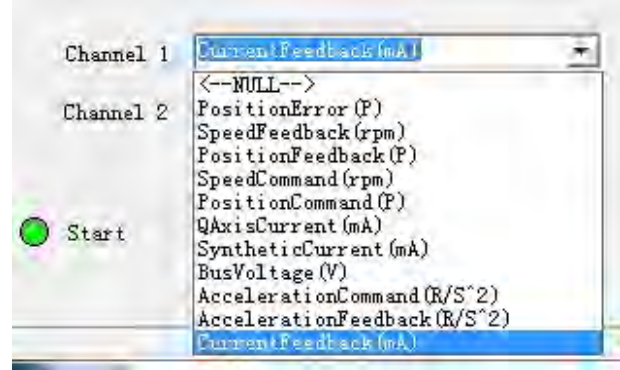 Channel 1 CurrentFeedback(mA)
<--NULL-->
Channel 2 PositionError(P)
SpeedFeedback(rpm)
PositionFeedback(P)
SpeedCommand(rpm)
PositionCommand(P)
QAxisCurrent(mA)
Start
SyntheticCurrent(mA)
BusVoltage(V)
AccelerationCommand(R/S^2)
AccelerationFeedback(R/S^2)
CurrentFeedback(mA)